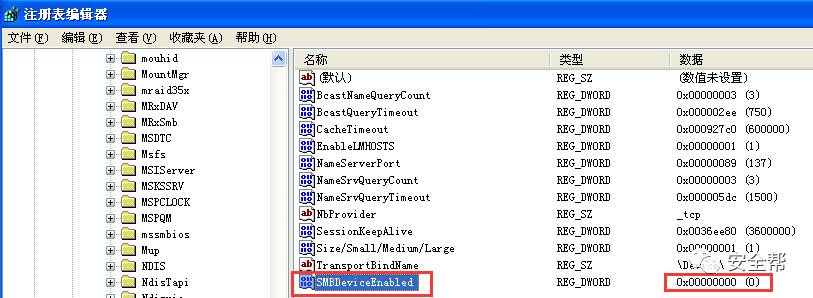 注册表编辑器
文件(F) 编辑(E) 查看(V) 收藏夹(A) 帮助(H)
mouhid
MountMgr
mraid35x
MRxDAV
MRxSmb
MSDTC
Msfs
MSIServer
MSKSSRV
MSPCLOCK
MSPQM
mssmbios
Mup
NDIS
NdisTapi
Ndisuio
名称 类型 数据
(默认) REG_SZ (数值未设置)
BcastNameQueryCount REG_DWORD 0x00000003 (3)
BcastQueryTimeout REG_DWORD 0x000002ee (750)
CacheTimeout REG_DWORD 0x000927c0 (600000)
EnableLMHOSTS REG_DWORD 0x00000001 (1)
NameServerPort REG_DWORD 0x00000089 (137)
NameSrvQueryCount REG_DWORD 0x00000003 (3)
NameSrvQueryTimeout REG_DWORD 0x000005dc (1500)
NbProvider REG_SZ _tcp
SessionKeepAlive REG_DWORD 0x0036ee80 (3600000)
Size/Small/Medium/Large REG_DWORD 0x00000001 (1)
TransportBindName REG_SZ \De
SMBDeviceEnabled REG_DWORD 0x00000000 (0)
安全帮